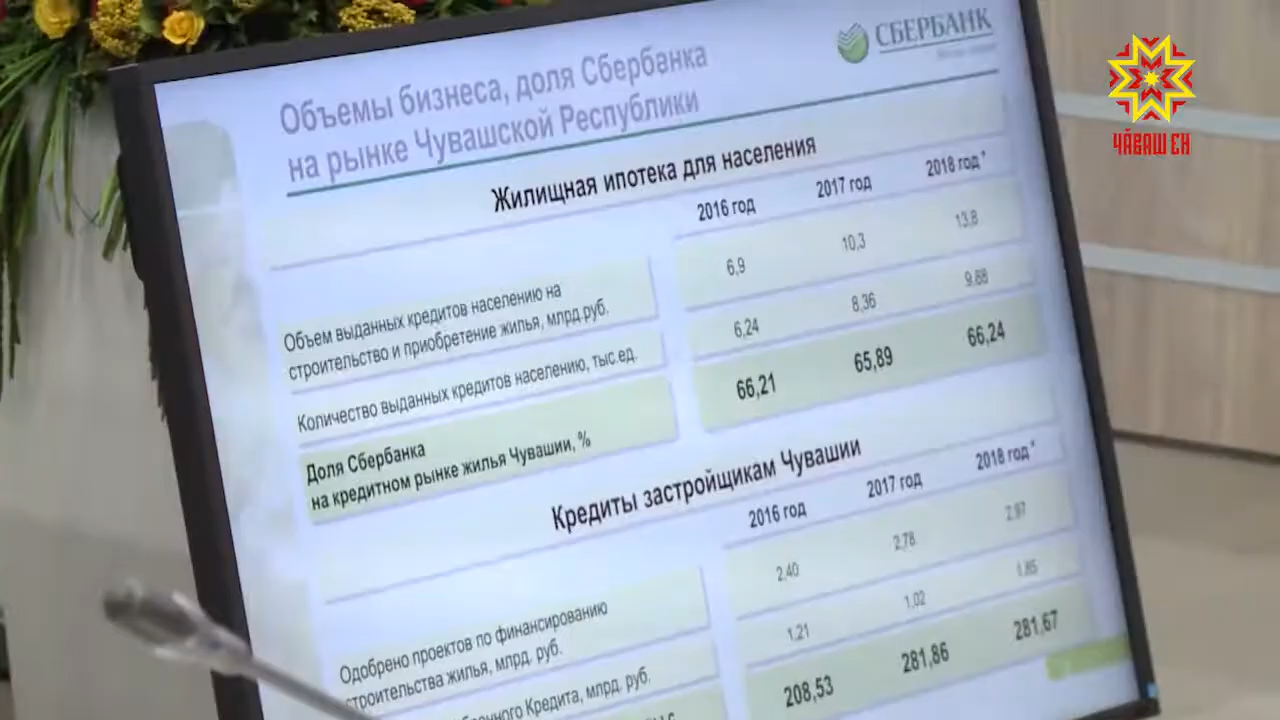 СБЕРБАНК
ЧӐВАШ ЕН
Объемы бизнеса, доля Сбербанка
на рынке Чувашской Республики
Жилищная ипотека для населения
2016 год 2017 год 2018 год*
Объем выданных кредитов населению на
строительство и приобретение жилья, млрд.руб.
6,9 10,3 13,8
Количество выданных кредитов населению, тыс.ед.
6,24 8,36 9,88
Доля Сбербанка
на кредитном рынке жилья Чувашии, %
66,21 65,89 66,24
Кредиты застройщикам Чувашии
2016 год 2017 год 2018 год*
Одобрено проектов по финансированию
строительства жилья, млрд. руб.
2,40 2,78 2,97
Кредита, млрд. руб.
1,21 1,02 1,85
208,53 281,86 281,67